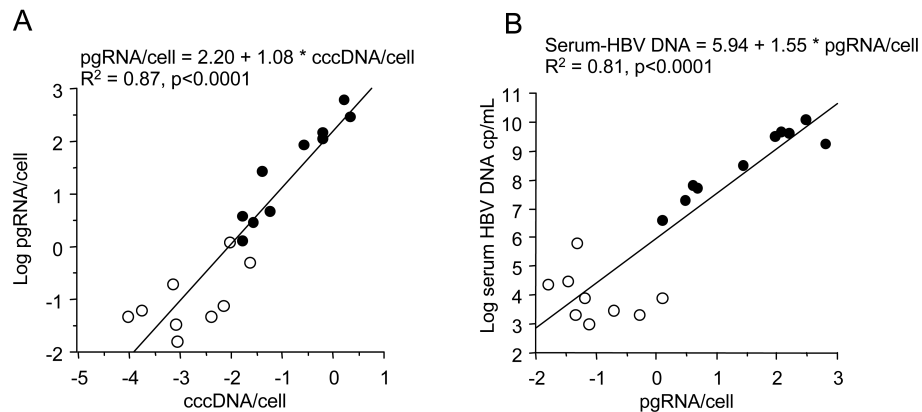 A
pgRNA/cell = 2.20 + 1.08 * cccDNA/cell
R² = 0.87, p<0.0001
3
2
1
0
-1
-2
Log pgRNA/cell
-5 -4 -3 -2 -1 0 1
cccDNA/cell
B
Serum-HBV DNA = 5.94 + 1.55 * pgRNA/cell
R² = 0.81, p<0.0001
11
10
9
8
7
6
5
4
3
2
Log serum HBV DNA cp/mL
-2 -1 0 1 2 3
pgRNA/cell